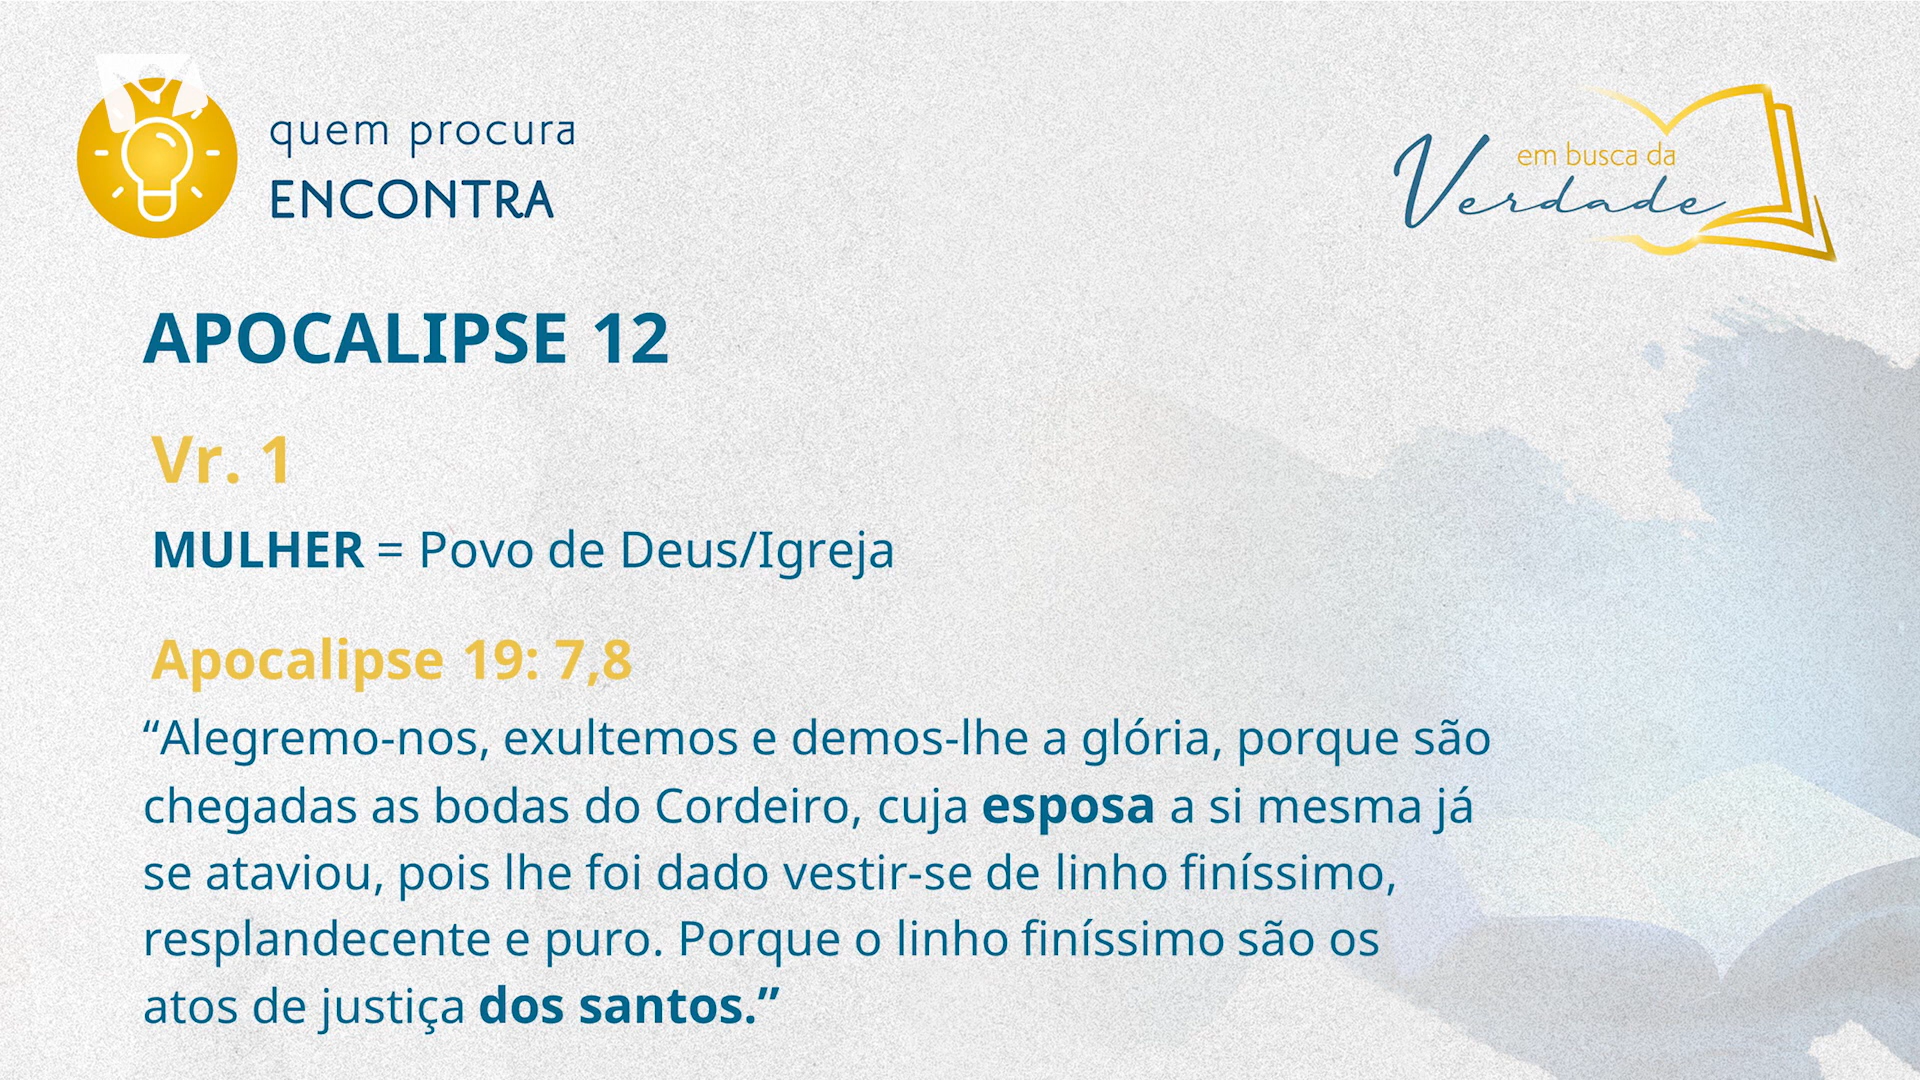 quem procura
ENCONTRA
em busca da
Verdade
APOCALIPSE 12
Vr. 1
MULHER = Povo de Deus/Igreja
Apocalipse 19: 7,8
“Alegremo-nos, exultemos e demos-lhe a glória, porque são
chegadas as bodas do Cordeiro, cuja esposa a si mesma já
se ataviou, pois lhe foi dado vestir-se de linho finíssimo,
resplandecente e puro. Porque o linho finíssimo são os
atos de justiça dos santos.”